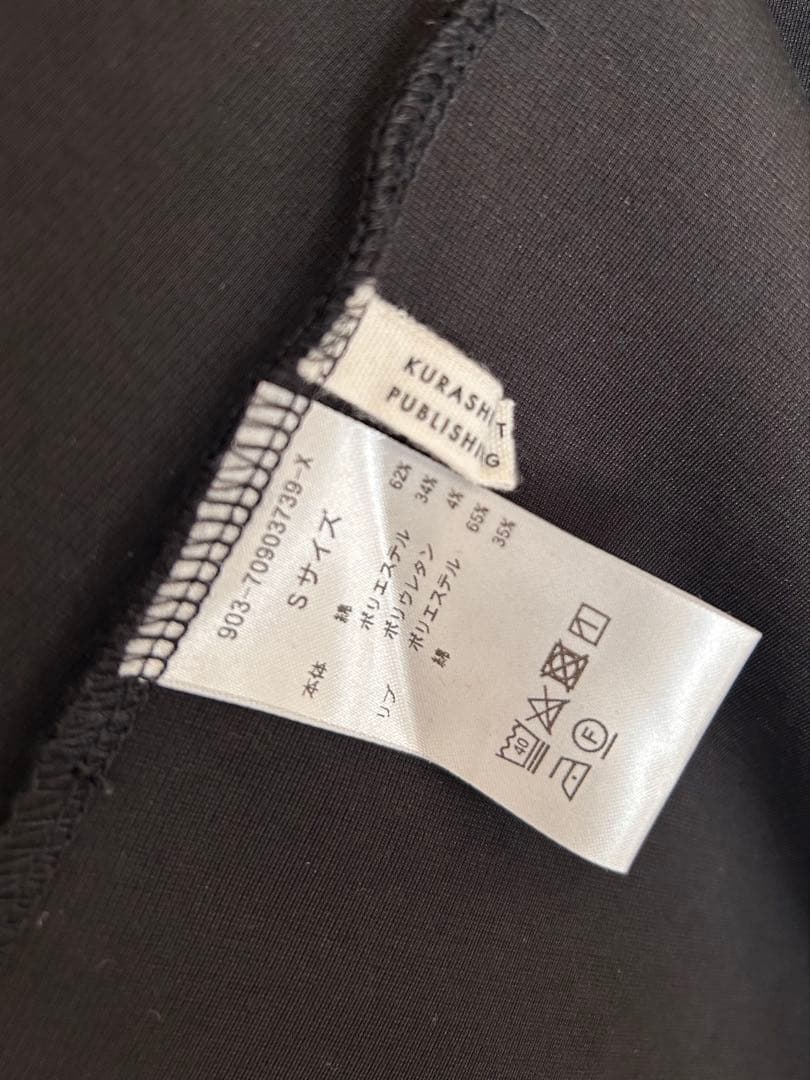 KURASHI
PUBLISHING
T
903-70903739-X
Sサイズ
本体 綿 62%
ポリエステル 34%
ポリウレタン 4%
リブ ポリエステル 65%
綿 35%
40
F